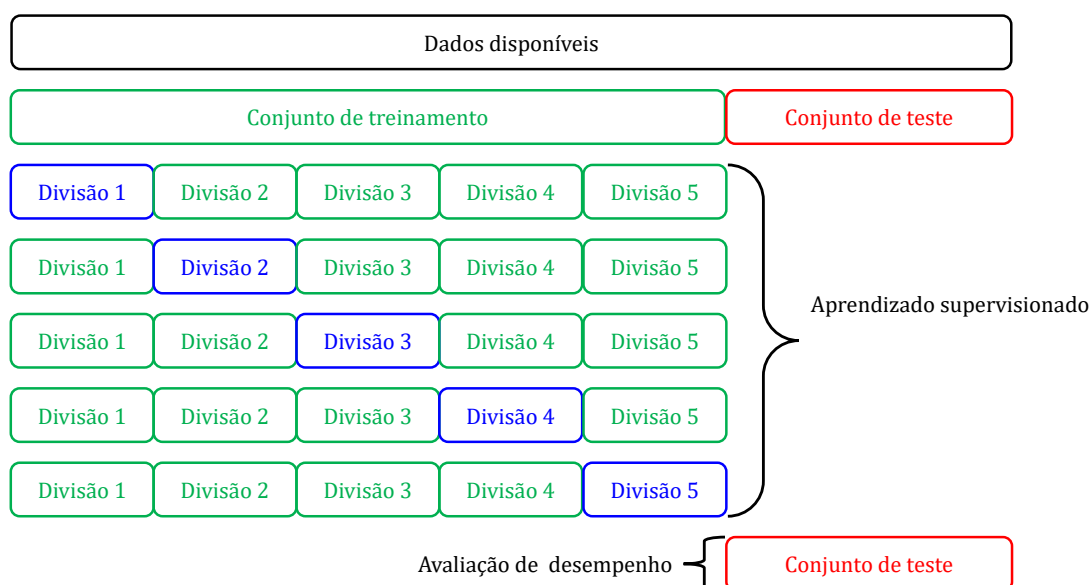 Dados disponíveis
Conjunto de treinamento Conjunto de teste
Divisão 1 Divisão 2 Divisão 3 Divisão 4 Divisão 5
Divisão 1 Divisão 2 Divisão 3 Divisão 4 Divisão 5
Aprendizado supervisionado
Divisão 1 Divisão 2 Divisão 3 Divisão 4 Divisão 5
Divisão 1 Divisão 2 Divisão 3 Divisão 4 Divisão 5
Divisão 1 Divisão 2 Divisão 3 Divisão 4 Divisão 5
Avaliação de desempenho Conjunto de teste